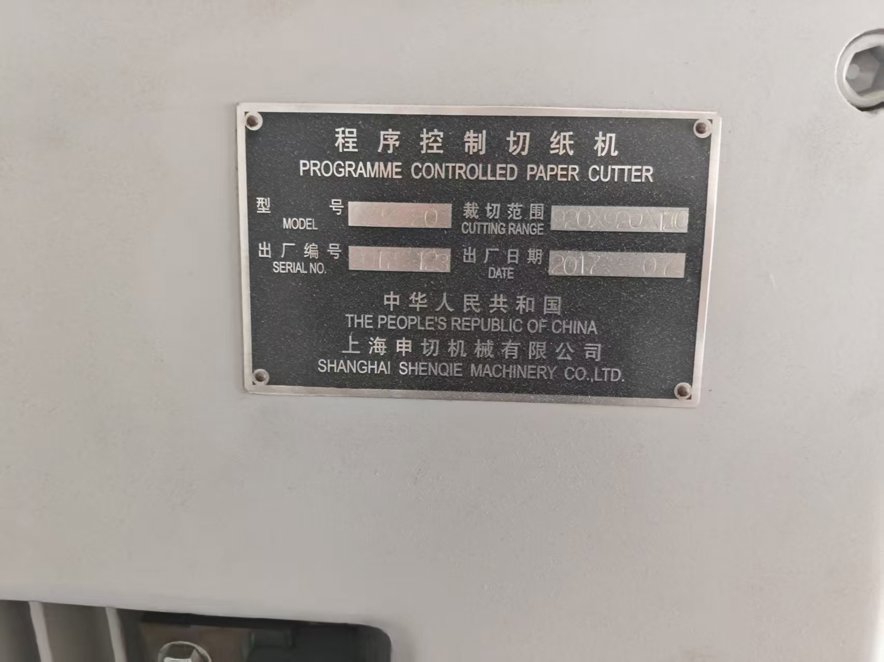 程序控制切纸机
PROGRAMME CONTROLLED PAPER CUTTER
型号 裁切范围
MODEL CUTTING RANGE
出厂编号 出厂日期 2017 07
SERIAL NO. DATE
中华人民共和国
THE PEOPLE'S REPUBLIC OF CHINA
上海申切机械有限公司
SHANGHAI SHENQIE MACHINERY CO.,LTD.